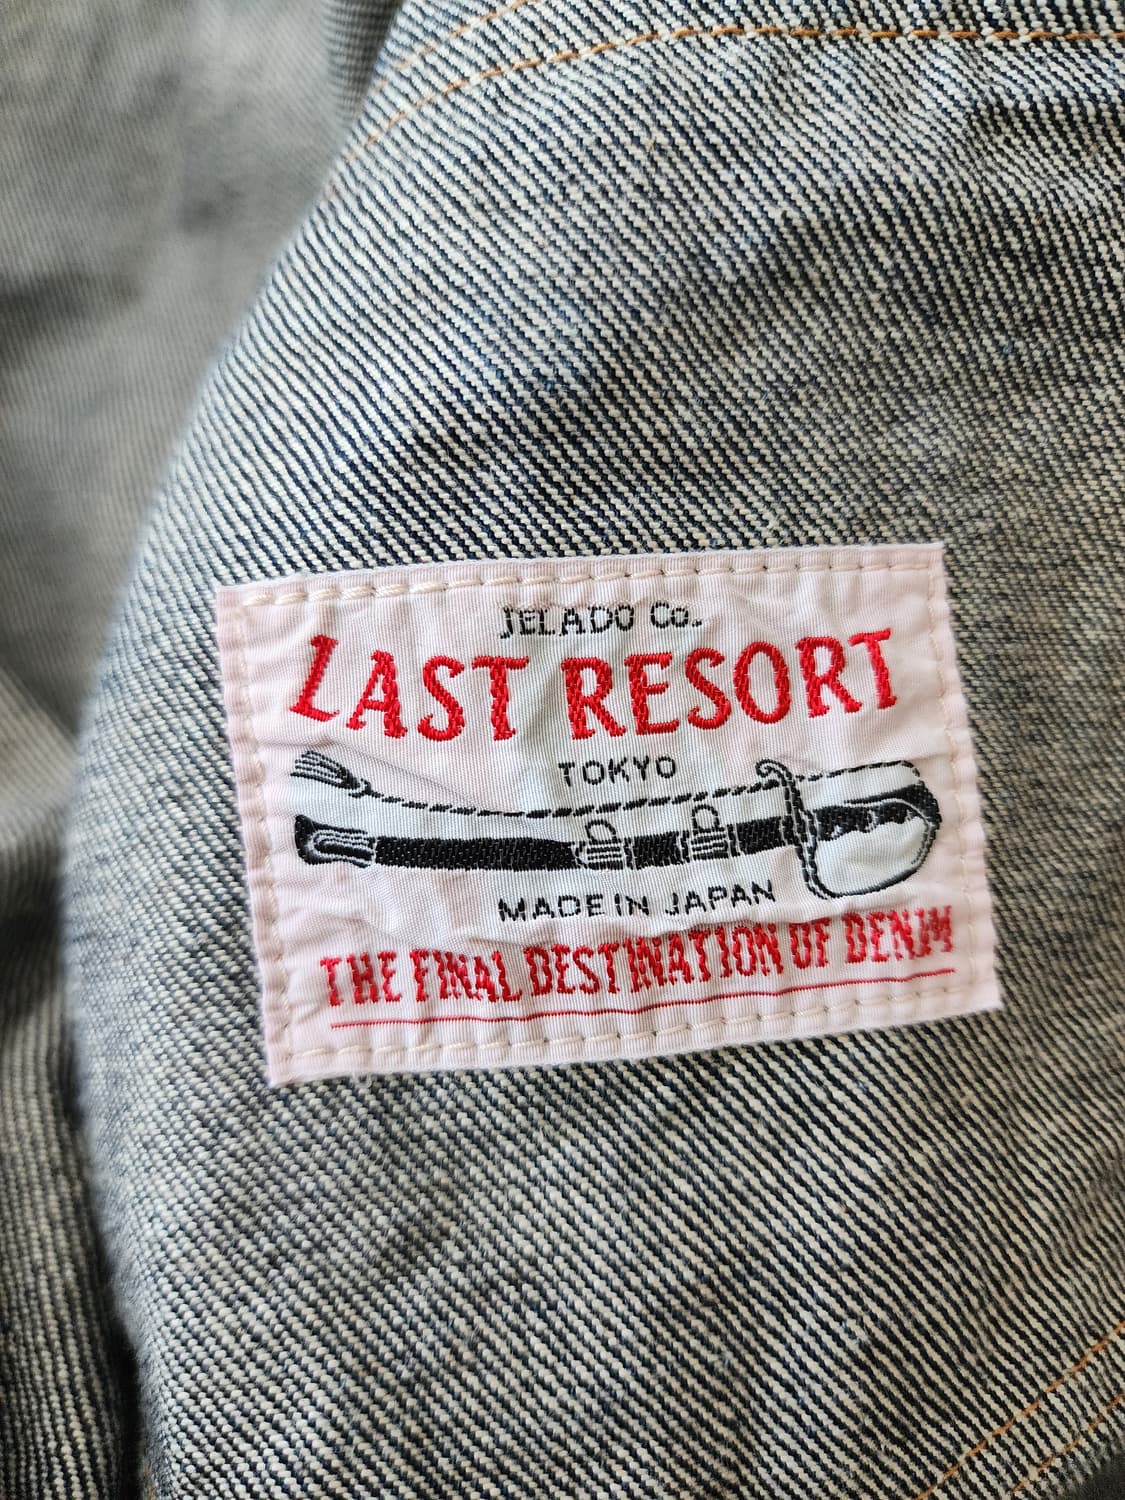 JELADO Co.
LAST RESORT
TOKYO
MADE IN JAPAN
THE FINAL DESTINATION OF DENIM